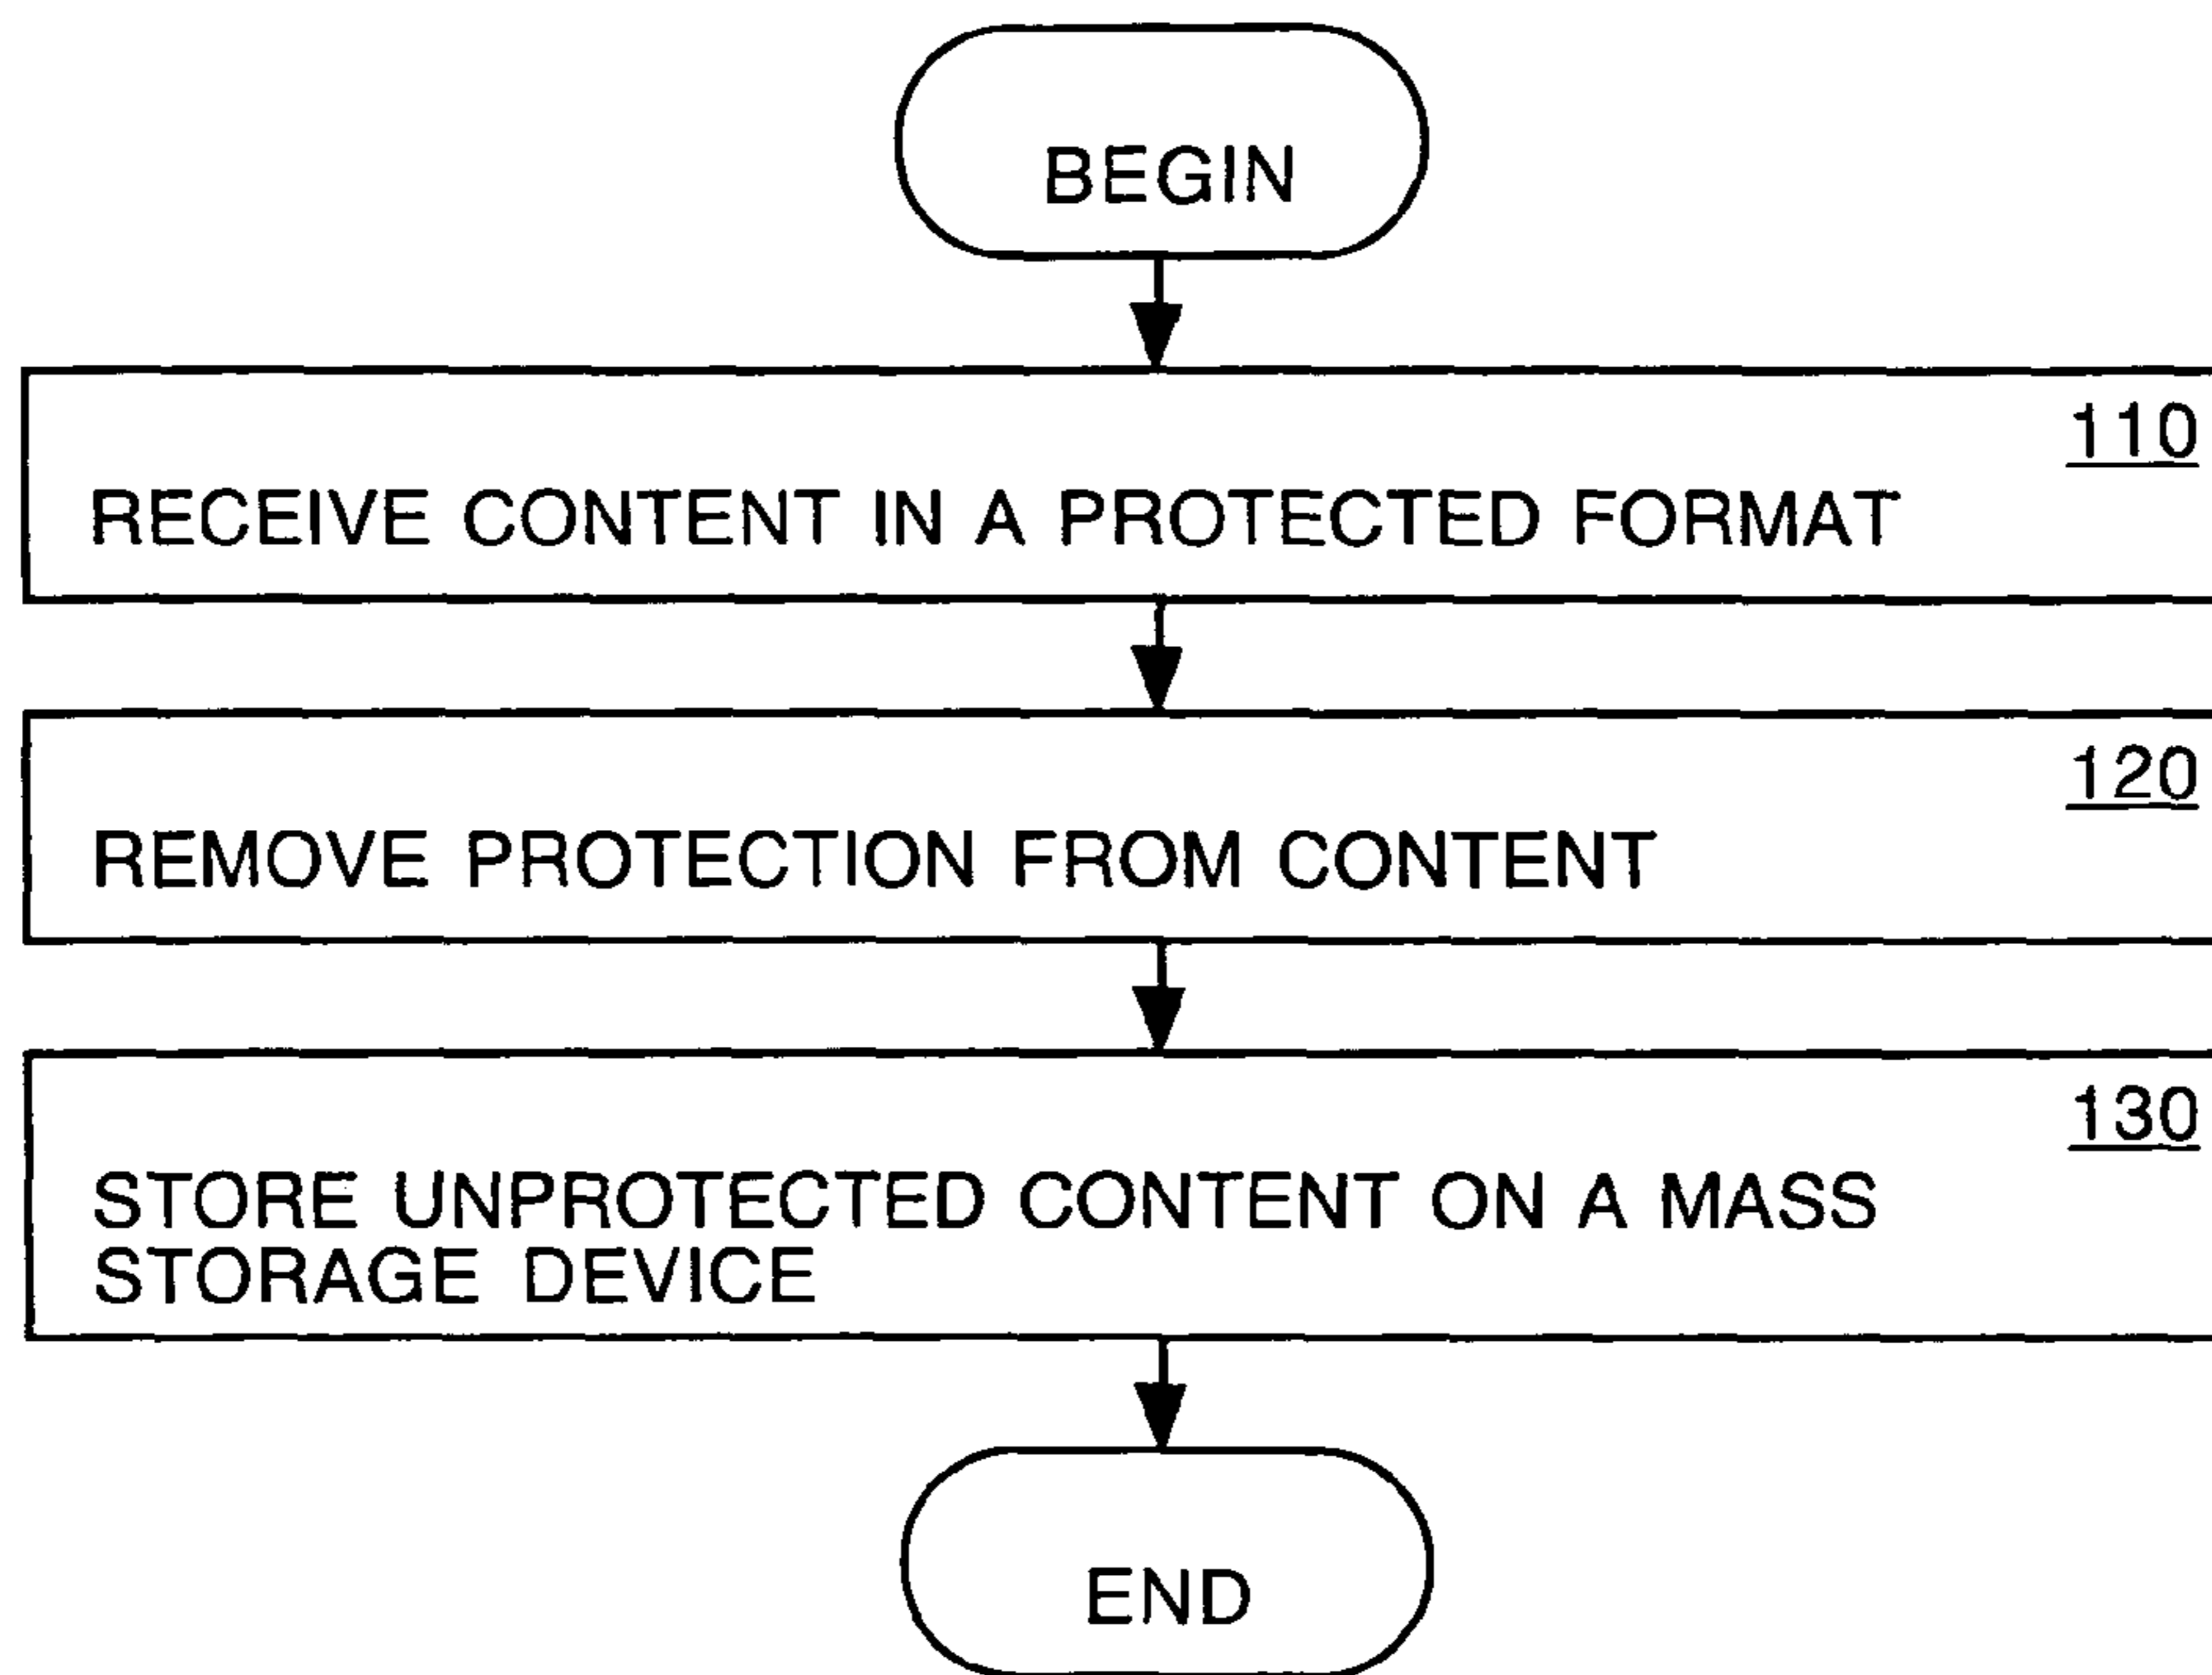 BEGIN
110
RECEIVE CONTENT IN A PROTECTED FORMAT
120
REMOVE PROTECTION FROM CONTENT
130
STORE UNPROTECTED CONTENT ON A MASS
STORAGE DEVICE
END